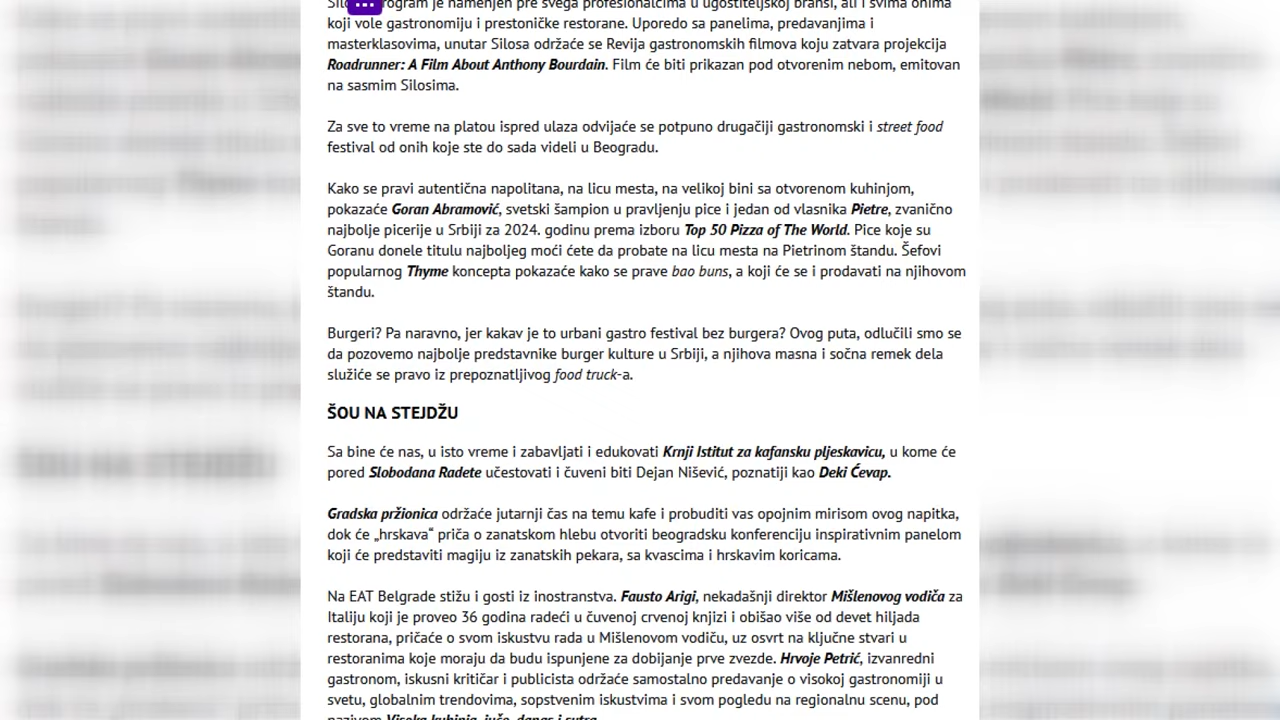 program je namenjen pre svega profesionalcima u ugostiteljskoj branši, ali i svima onima
koji vole gastronomiju i prestoničke restorane. Uporedo sa panelima, predavanjima i
masterklasovima, unutar Silosa održaće se Revija gastronomskih filmova koju zatvara projekcija
Roadrunner: A Film About Anthony Bourdain. Film će biti prikazan pod otvorenim nebom, emitovan
na sasmim Silosima.
Za sve to vreme na platou ispred ulaza odvijaće se potpuno drugačiji gastronomski i street food
festival od onih koje ste do sada videli u Beogradu.
Kako se pravi autentična napolitana, na licu mesta, na velikoj bini sa otvorenom kuhinjom,
pokazaće Goran Abramović, svetski šampion u pravljenju pice i jedan od vlasnika Pietre, zvanično
najbolje picerije u Srbiji za 2024. godinu prema izboru Top 50 Pizza of The World. Pice koje su
Goranu donele titulu najboljeg moći ćete da probate na licu mesta na Pietrinom štandu. Šefovi
popularnog Thyme koncepta pokazaće kako se prave bao buns, a koji će se i prodavati na njihovom
štandu.
Burgeri? Pa naravno, jer kakav je to urbani gastro festival bez burgera? Ovog puta, odlučili smo se
da pozovemo najbolje predstavnike burger kulture u Srbiji, a njihova masna i sočna remek dela
služiće se pravo iz prepoznatljivog food truck-a.
ŠOU NA STEJDŽU
Sa bine će nas, u isto vreme i zabavljati i edukovati Krnji Istitut za kafansku pljeskavicu, u kome će
pored Slobodana Radete učestovati i čuveni biti Dejan Nišević, poznatiji kao Deki Ćevap.
Gradska pržionica održaće jutarnji čas na temu kafe i probuditi vas opojnim mirisom ovog napitka,
dok će „hrskava“ priča o zanatskom hlebu otvoriti beogradsku konferenciju inspirativnim panelom
koji će predstaviti magiju iz zanatskih pekara, sa kvascima i hrskavim koricama.
Na EAT Belgrade stižu i gosti iz inostranstva. Fausto Arigi, nekadašnji direktor Mišlenovog vodiča za
Italiju koji je proveo 36 godina radeći u čuvenoj crvenoj knjizi i obišao više od devet hiljada
restorana, pričaće o svom iskustvu rada u Mišlenovom vodiču, uz osvrt na ključne stvari u
restoranima koje moraju da budu ispunjene za dobijanje prve zvezde. Hrvoje Petrić, izvanredni
gastronom, iskusni kritičar i publicista održaće samostalno predavanje o visokoj gastronomiji u
svetu, globalnim trendovima, sopstvenim iskustvima i svom pogledu na regionalnu scenu, pod
nazivom Visoka kuhinja, juče, danas i sutra.